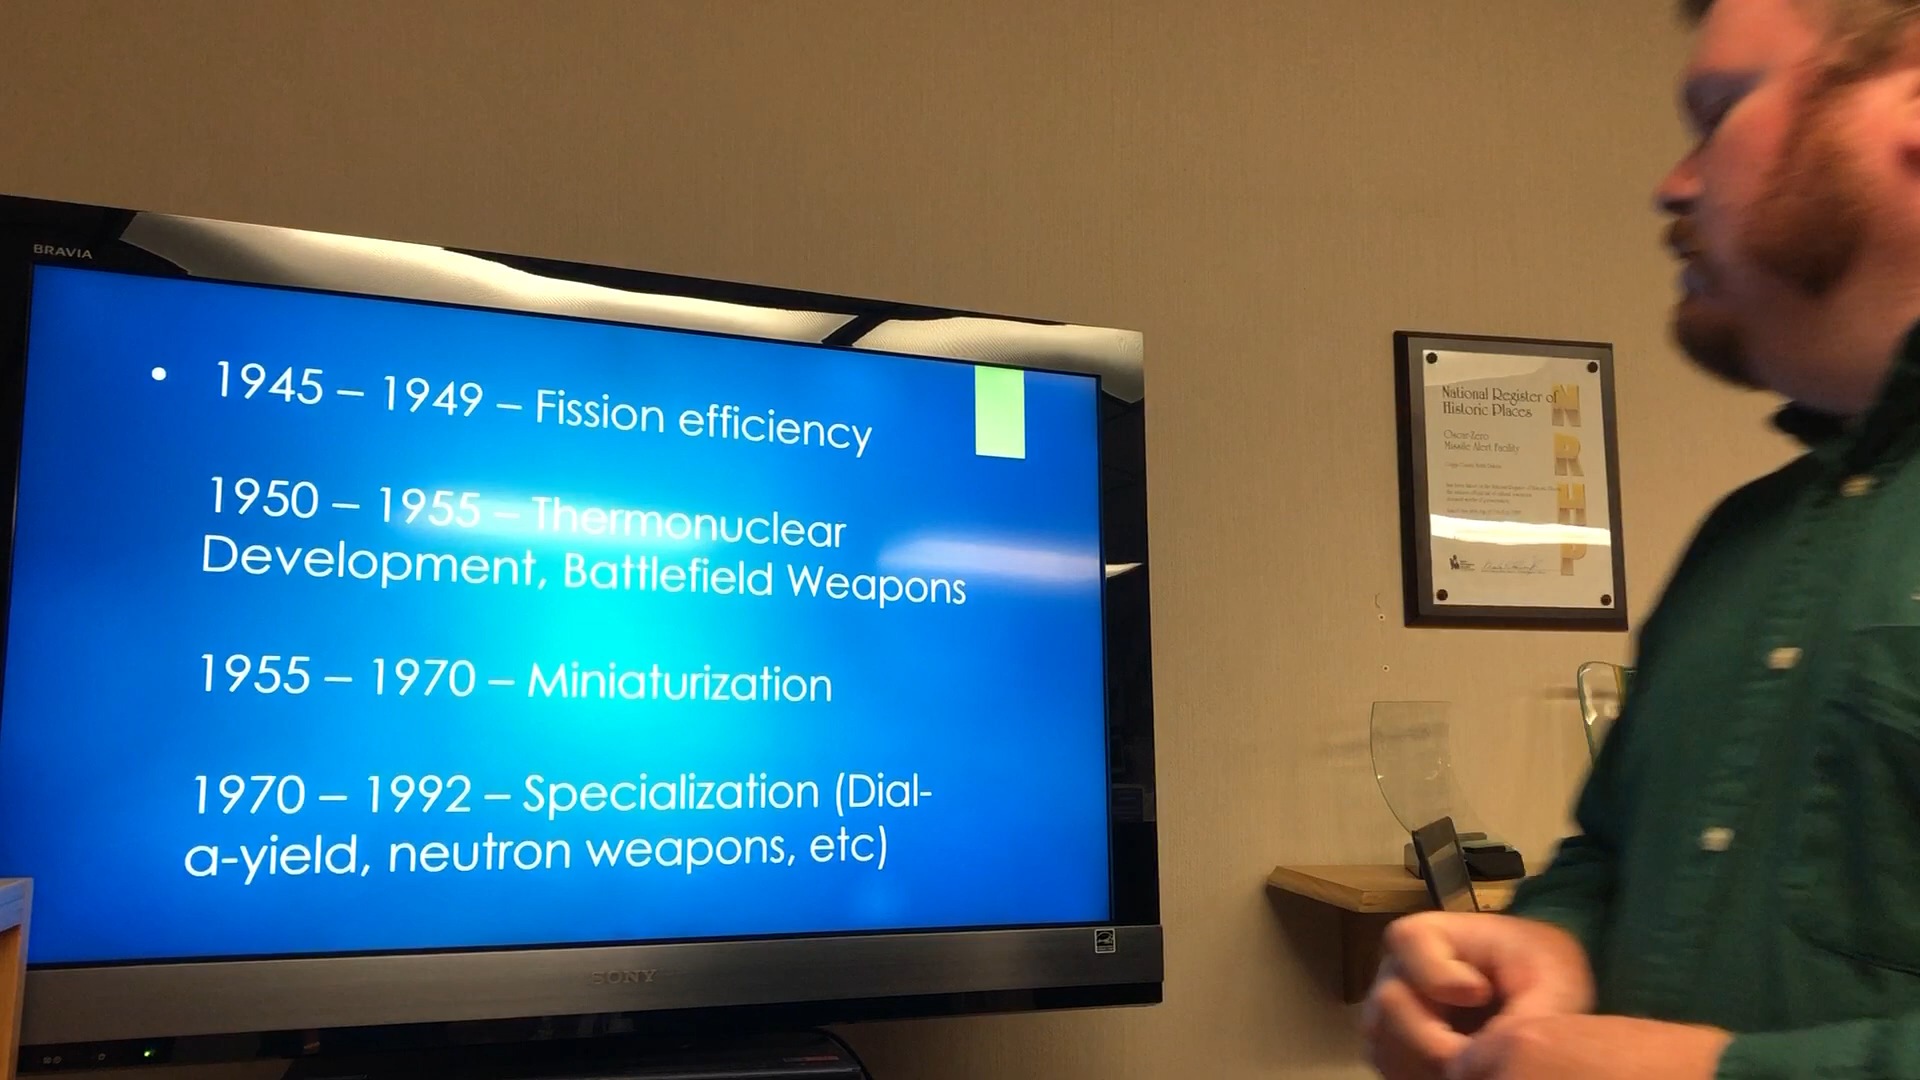 BRAVIA
• 1945 – 1949 – Fission efficiency
1950 – 1955 – Thermonuclear
Development, Battlefield Weapons
1955 – 1970 – Miniaturization
1970 – 1992 – Specialization (Dial-
a-yield, neutron weapons, etc)
SONY
National Register of
Historic Places
Oscar-Zero
Missile Alert Facility
N
R
H
P